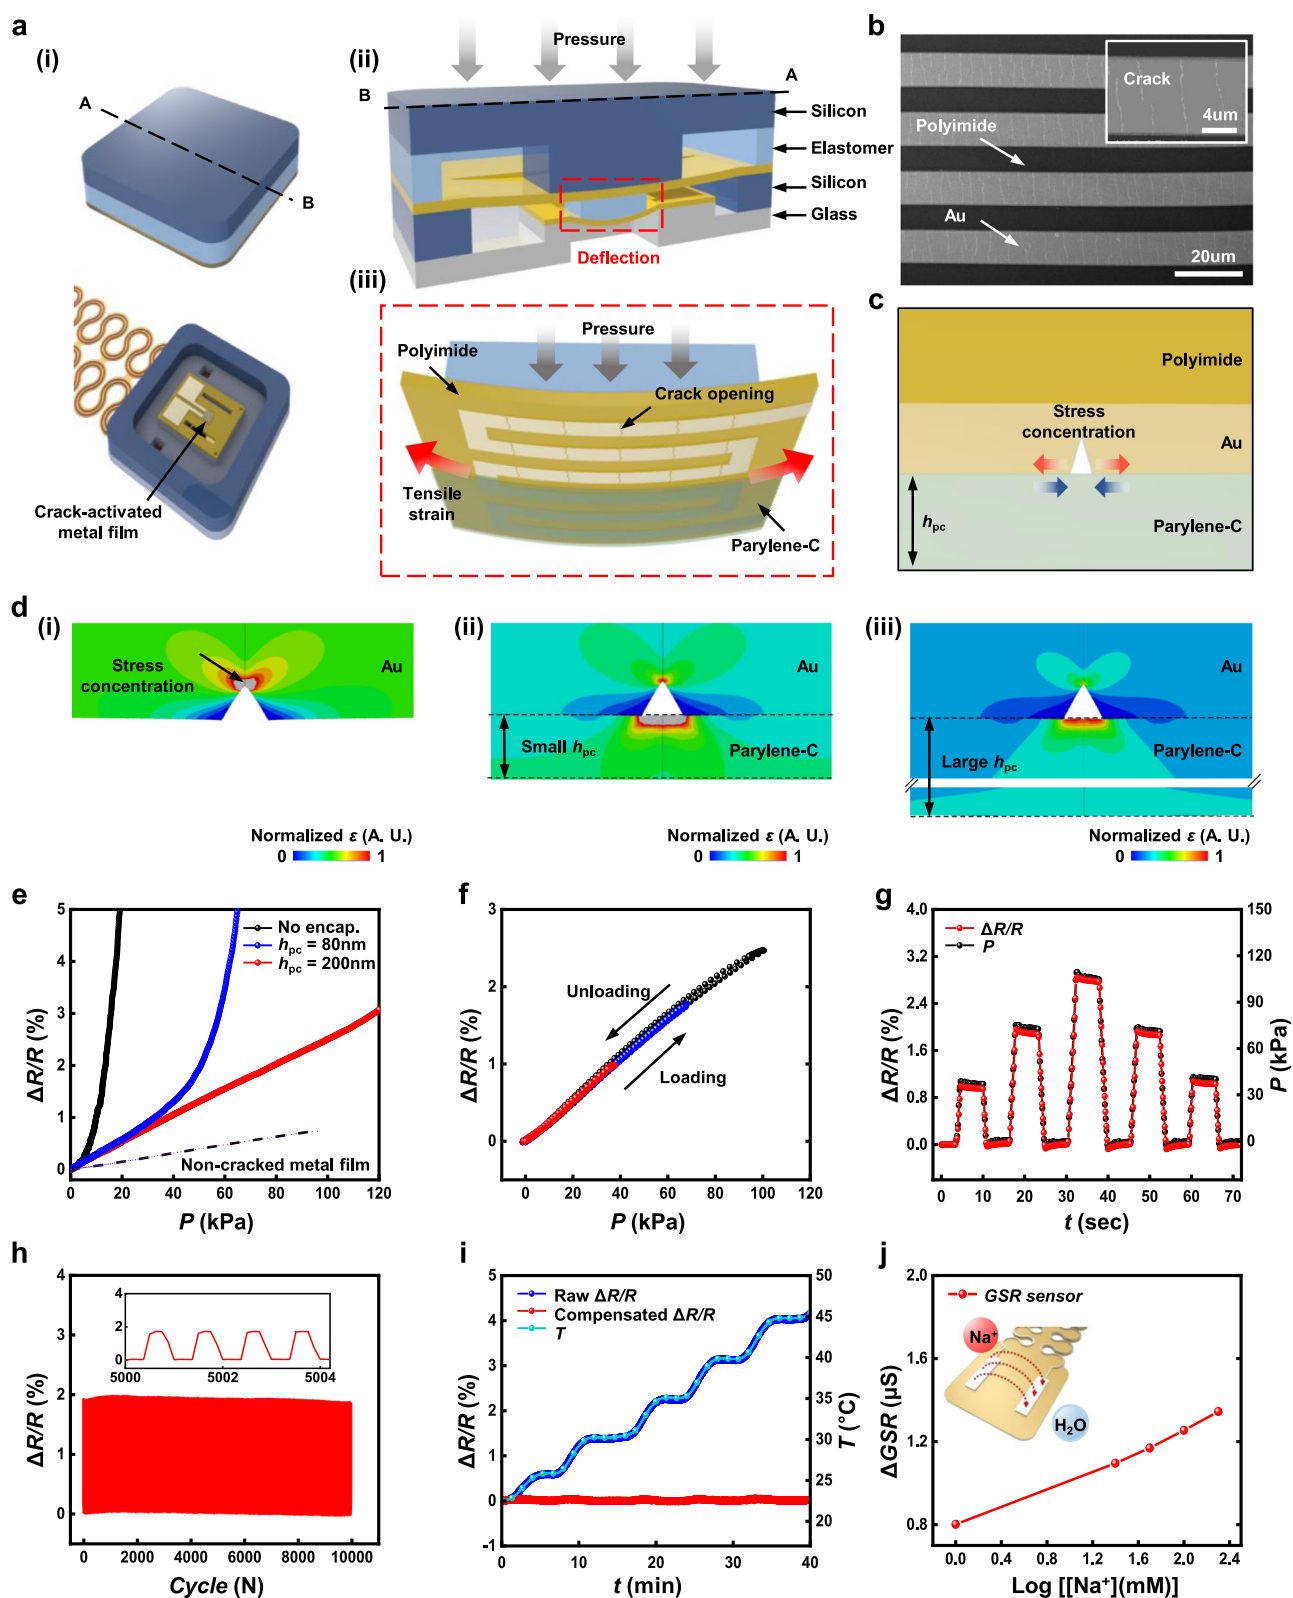 a
(i)
A
B
Crack-activated
metal film
(ii)
Pressure
B
A
Silicon
Elastomer
Silicon
Glass
Deflection
(iii)
Pressure
Polyimide
Crack opening
Tensile
strain
Parylene-C
b
Crack
4um
Polyimide
Au
20um
c
Polyimide
Stress
concentration
Au
hpc
Parylene-C
d
(i)
Stress
concentration
Au
Normalized ε (A. U.)
0 1
(ii)
Au
Small hpc
Parylene-C
Normalized ε (A. U.)
0 1
(iii)
Au
Parylene-C
Large hpc
Normalized ε (A. U.)
0 1
e
5
4
3
2
1
0
ΔR/R (%)
No encap.
hpc = 80nm
hpc = 200nm
Non-cracked metal film
0 20 40 60 80 100 120
P (kPa)
f
3
2
1
0
ΔR/R (%)
Unloading
Loading
0 20 40 60 80 100 120
P (kPa)
g
4.0
3.2
2.4
1.6
0.8
0.0
ΔR/R (%)
ΔR/R
P
150
120
90
60
30
0
P (kPa)
0 10 20 30 40 50 60 70
t (sec)
h
4
3
2
1
0
ΔR/R (%)
4
2
0
5000 5002 5004
0 2000 4000 6000 8000 10000
Cycle (N)
i
5
4
3
2
1
0
-1
ΔR/R (%)
Raw ΔR/R
Compensated ΔR/R
T
50
45
40
35
30
25
20
T (°C)
0 10 20 30 40
t (min)
j
2.0
1.6
1.2
0.8
ΔGSR (µS)
GSR sensor
Na⁺
H₂O
0.0 0.4 0.8 1.2 1.6 2.0 2.4
Log [[Na⁺](mM)]